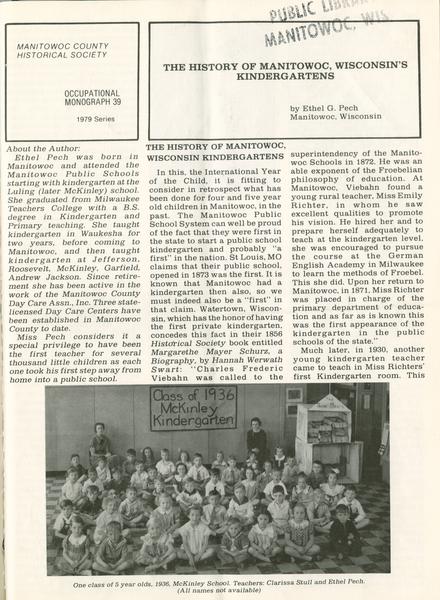 PUBLIC LIBRARY
MANITOWOC, WIS.
MANITOWOC COUNTY
HISTORICAL SOCIETY
OCCUPATIONAL
MONOGRAPH 39
1979 Series
THE HISTORY OF MANITOWOC, WISCONSIN'S
KINDERGARTENS
by Ethel G. Pech
Manitowoc, Wisconsin
About the Author:
Ethel Pech was born in
Manitowoc and attended the
Manitowoc Public Schools
starting with kindergarten at the
Luling (later McKinley) school.
She graduated from Milwaukee
Teachers College with a B.S.
degree in Kindergarten and
Primary teaching. She taught
kindergarten in Waukesha for
two years, before coming to
Manitowoc, and then taught
kindergarten at Jefferson,
Roosevelt, McKinley, Garfield,
Andrew Jackson. Since retire-
ment she has been active in the
work of the Manitowoc County
Day Care Assn., Inc. Three state-
licensed Day Care Centers have
been established in Manitowoc
County to date.
Miss Pech considers it a
special privilege to have been
the first teacher for several
thousand little children as each
one took his first step away from
home into a public school.
THE HISTORY OF MANITOWOC,
WISCONSIN KINDERGARTENS
In this, the International Year
of the Child, it is fitting to
consider in retrospect what has
been done for four and five year
old children in Manitowoc, in the
past. The Manitowoc Public
School System can well be proud
of the fact that they were first in
the state to start a public school
kindergarten and probably "a
first" in the nation. St Louis, MO
claims that their public school,
opened in 1873 was the first. It is
known that Manitowoc had a
kindergarten then also, so we
must indeed also be a "first" in
that claim. Watertown, Wiscon-
sin, which has the honor of having
the first private kindergarten,
concedes this fact in their 1856
Historical Society book entitled
Margarethe Mayer Schurz, a
Biography, by Hannah Werwath
Swart: "Charles Frederic
Viebahn was called to the
superintendency of the Manito-
woc Schools in 1872. He was an
able exponent of the Froebelian
philosophy of education. At
Manitowoc, Viebahn found a
young rural teacher, Miss Emily
Richter, in whom he saw
excellent qualities to promote
his vision. He hired her and to
prepare herself adequately to
teach at the kindergarten level,
she was encouraged to pursue
the course at the German
English Academy in Milwaukee
to learn the methods of Froebel.
This she did. Upon her return to
Manitowoc, in 1871, Miss Richter
was placed in charge of the
primary department of educa-
tion and as far as is known this
was the first appearance of the
kindergarten in the public
schools of the state."
Much later, in 1930, another
young kindergarten teacher
came to teach in Miss Richters'
first Kindergarten room. This
Class of 1936
McKinley
Kindergarten
One class of 5 year olds, 1936, McKinley School. Teachers: Clarissa Stull and Ethel Pech.
(All names not available)